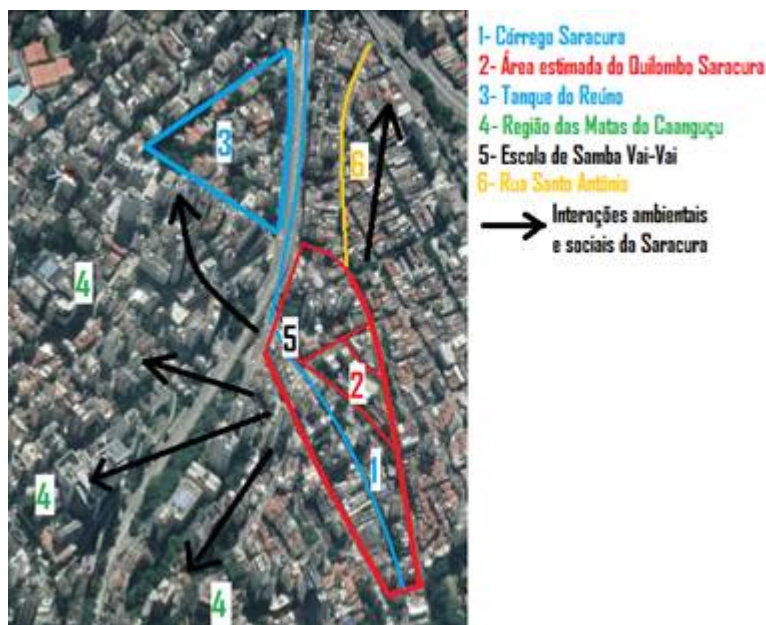 1- Córrego Saracura
2- Área estimada do Quilombo Saracura
3- Tanque do Reúno
4- Região das Matas do Caanguçu
5- Escola de Samba Vai-Vai
6- Rua Santo Antônio
Interações ambientais
e sociais da Saracura
3
6
4
5
2
1
4
4